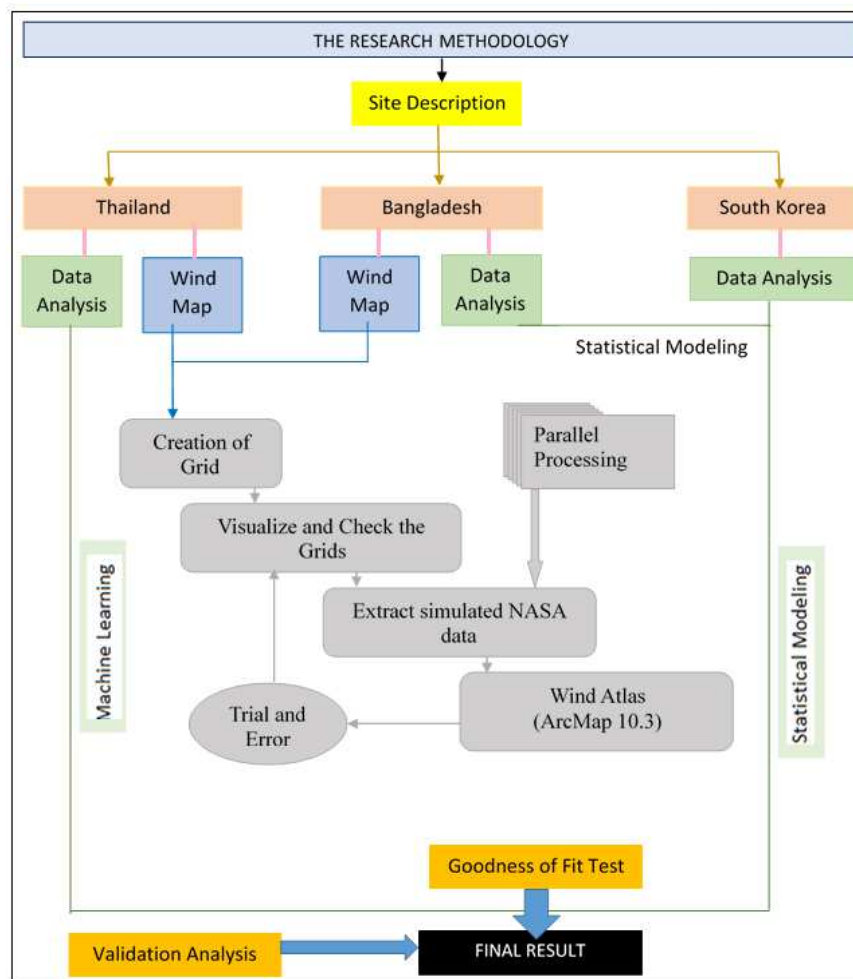 THE RESEARCH METHODOLOGY
Site Description
Thailand
Bangladesh
South Korea
Data
Analysis
Wind
Map
Wind
Map
Data
Analysis
Data Analysis
Statistical Modeling
Creation of
Grid
Parallel
Processing
Visualize and Check the
Grids
Extract simulated NASA
data
Machine Learning
Statistical Modeling
Trial and
Error
Wind Atlas
(ArcMap 10.3)
Goodness of Fit Test
Validation Analysis
FINAL RESULT